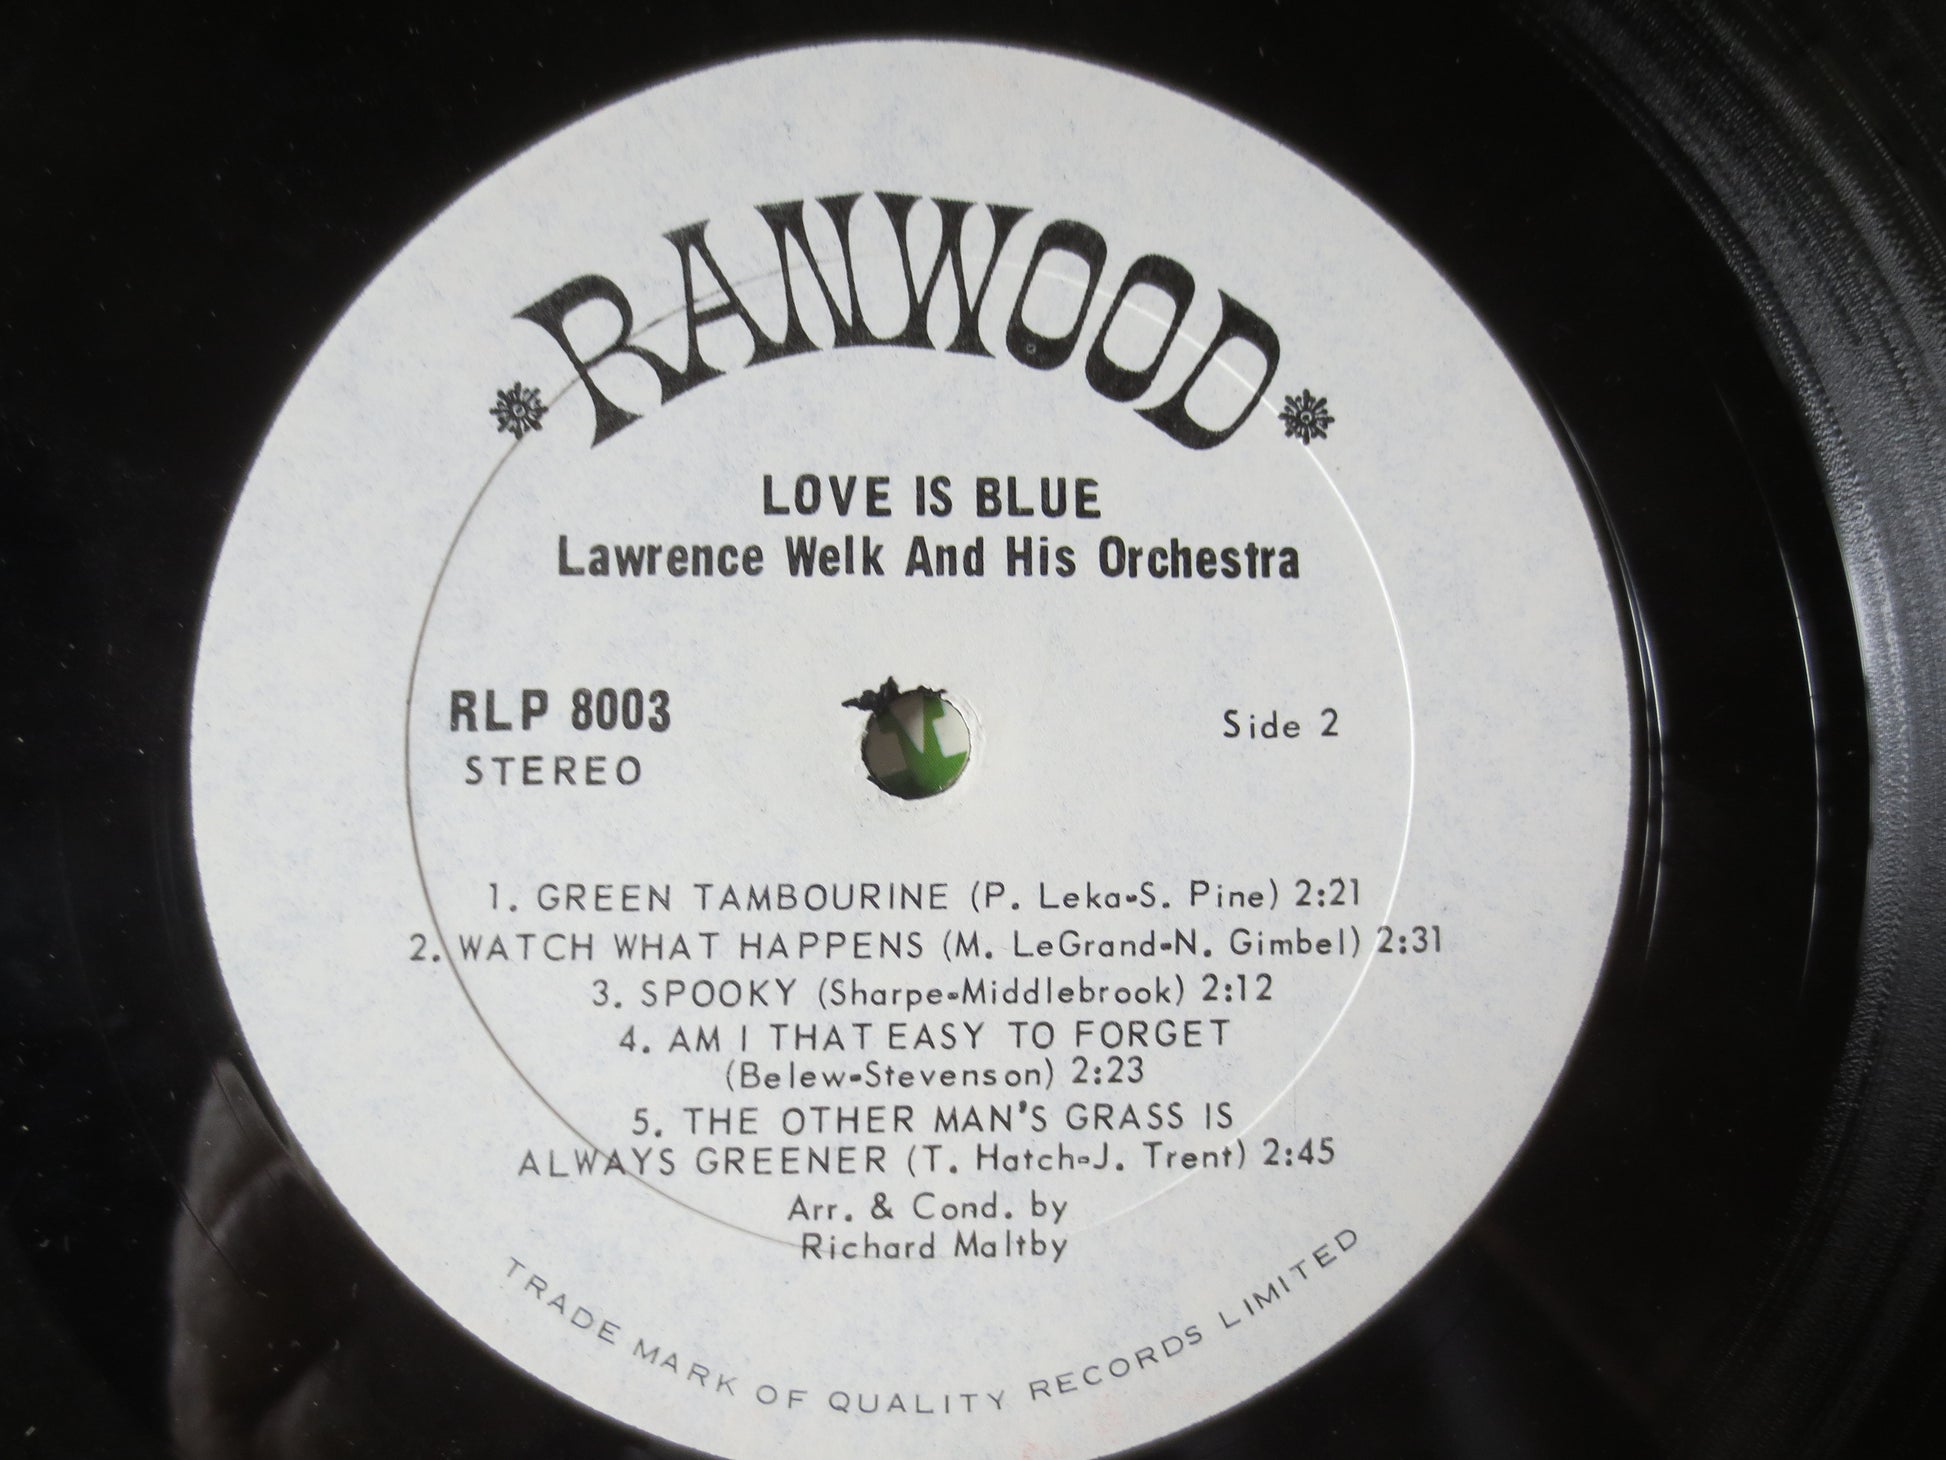 RANWOOD
LOVE IS BLUE
Lawrence Welk And His Orchestra
RLP 8003
STEREO
Side 2
1. GREEN TAMBOURINE (P. Leka-S. Pine) 2:21
2. WATCH WHAT HAPPENS (M. LeGrand-N. Gimbel) 2:31
3. SPOOKY (Sharpe-Middlebrook) 2:12
4. AM I THAT EASY TO FORGET
(Belew-Stevenson) 2:23
5. THE OTHER MAN'S GRASS IS
ALWAYS GREENER (T. Hatch-J. Trent) 2:45
Arr. & Cond. by
Richard Maltby
TRADE MARK OF QUALITY RECORDS LIMITED